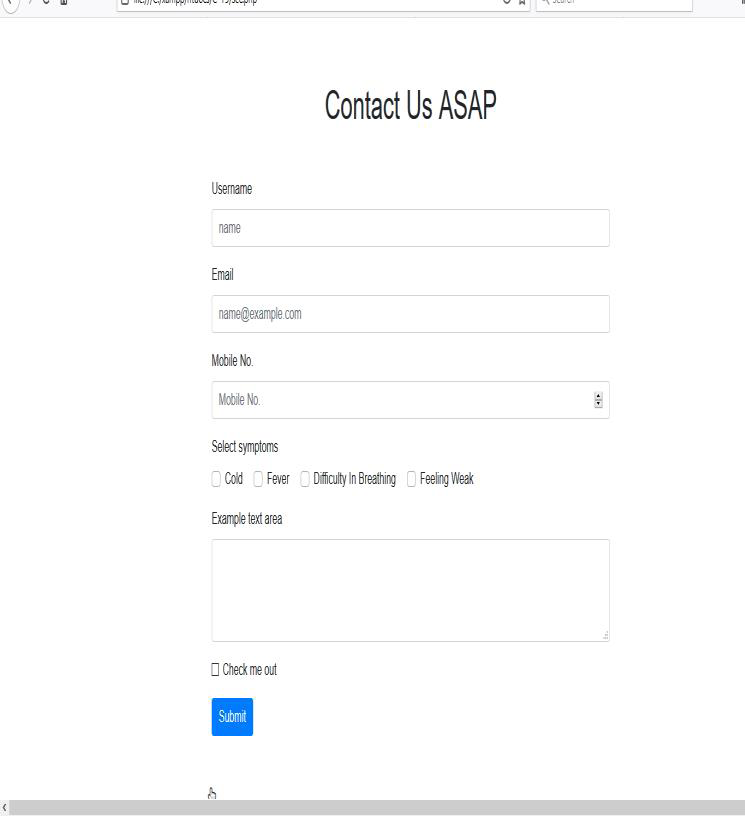 Contact Us ASAP
Username
name
Email
name@example.com
Mobile No.
Mobile No.
Select symptoms
Cold Fever Difficulty In Breathing Feeling Weak
Example text area
Check me out
Submit